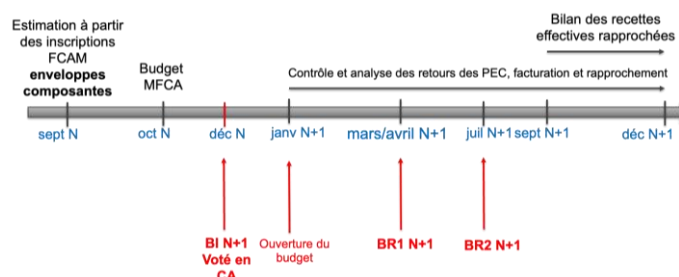 Estimation à partir
des inscriptions
FCAM
enveloppes
composantes
Budget
MFCA
Bilan des recettes
effectives rapprochées
Contrôle et analyse des retours des PEC, facturation et rapprochement
sept N
oct N
déc N
janv N+1
mars/avril N+1
juil N+1
sept N+1
déc N+1
BI N+1
Voté en
CA
Ouverture du
budget
BR1 N+1
BR2 N+1